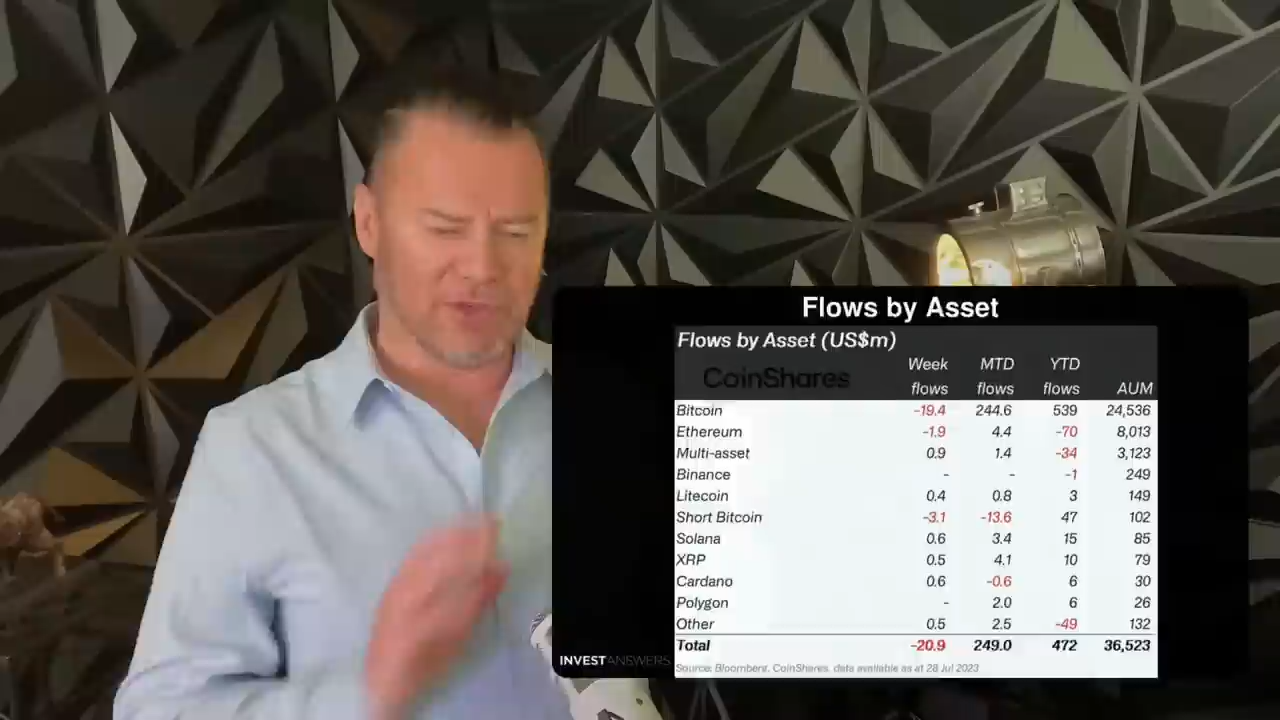 Flows by Asset
Flows by Asset (US$m)
CoinShares
Week flows MTD flows YTD flows AUM
Bitcoin -19.4 244.6 539 24,536
Ethereum -1.9 4.4 -70 8,013
Multi-asset 0.9 1.4 -34 3,123
Binance - - -1 249
Litecoin 0.4 0.8 3 149
Short Bitcoin -3.1 -13.6 47 102
Solana 0.6 3.4 15 85
XRP 0.5 4.1 10 79
Cardano 0.6 -0.6 6 30
Polygon - 2.0 6 26
Other 0.5 2.5 -49 132
Total -20.9 249.0 472 36,523
Source: Bloomberg, CoinShares, data available as at 28 Jul 2023
INVESTANSWERS